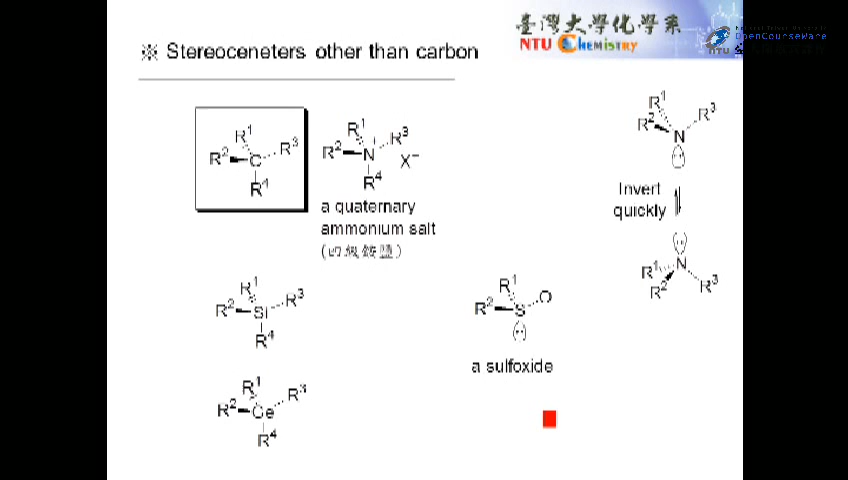 臺灣大學化學系
NTU CHEMISTRY
OpenCourseWare
NTU
※ Stereoceneters other than carbon
R1
R2
C
R3
R4
R1
R2
N
R3
R4
X−
a quaternary
ammonium salt
(四級銨鹽)
R1
R2
N
R3
Invert
quickly
R1
R2
N
R3
R1
R2
Si
R3
R4
R1
R2
S
O
a sulfoxide
R1
R2
Ge
R3
R4